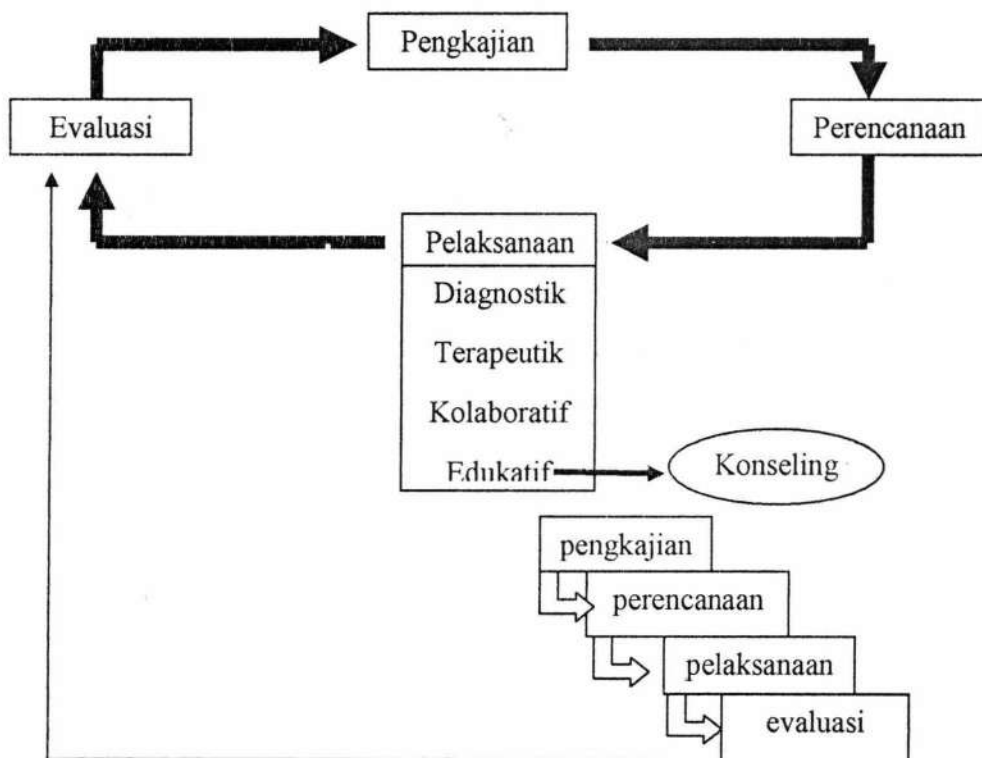 Pengkajian
Evaluasi
Perencanaan
Pelaksanaan
Diagnostik
Terapeutik
Kolaboratif
Edukatif
Konseling
pengkajian
perencanaan
pelaksanaan
evaluasi